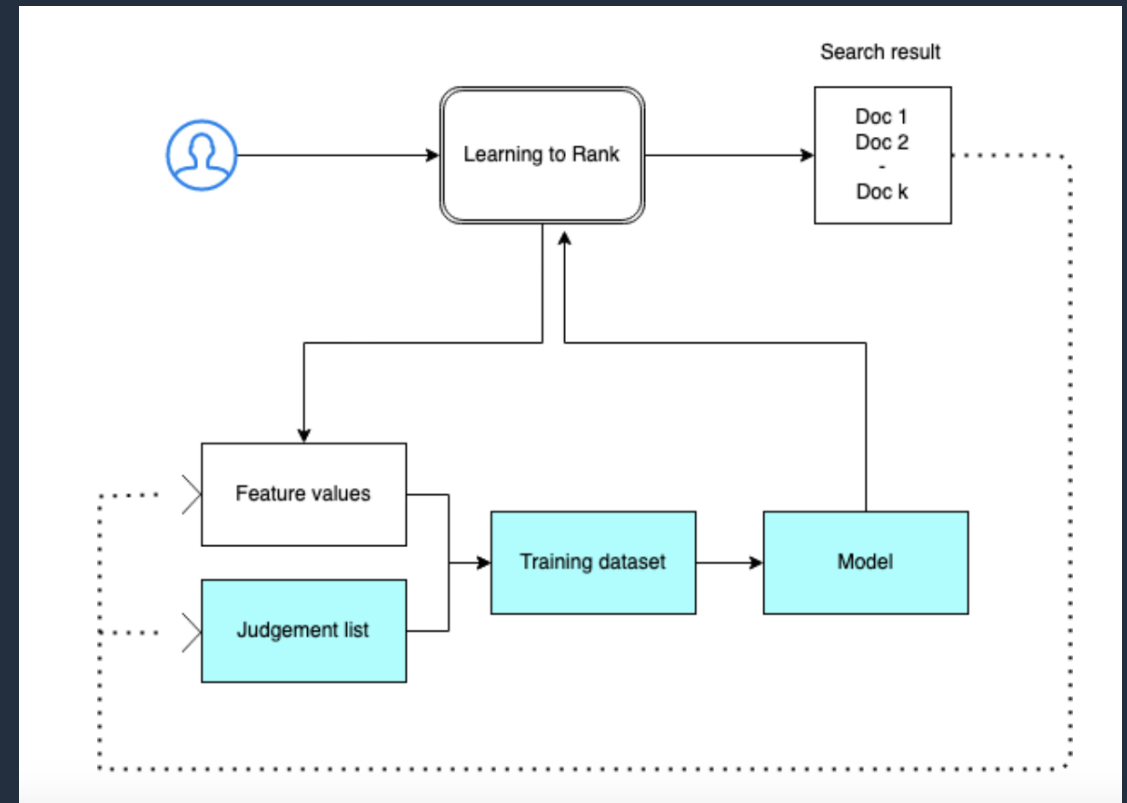 Search result
Learning to Rank
Doc 1
Doc 2
-
Doc k
Feature values
Judgement list
Training dataset
Model